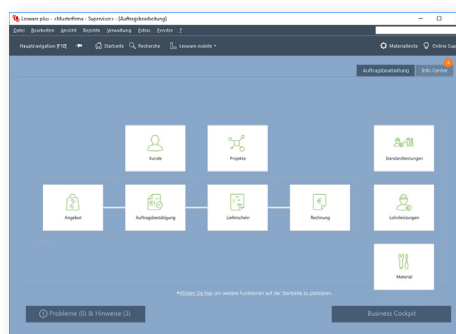 Lexware plus - <Musterfirma - Supervisor> - [Auftragsbearbeitung]
Datei Bearbeiten Ansicht Berichte Verwaltung Extras Fenster ?
Hauptnavigation [F10] Startseite Recherche Lexware mobile Materialliste Online Sup
Auftragsbearbeitung Info Center
Kunde Projekte Standardleistungen
Angebot Auftragsbestätigung Lieferschein Rechnung Lohnleistungen
Material
Klicken Sie hier um weitere Funktionen auf der Startseite zu platzieren.
Probleme (0) & Hinweise (3) Business Cockpit